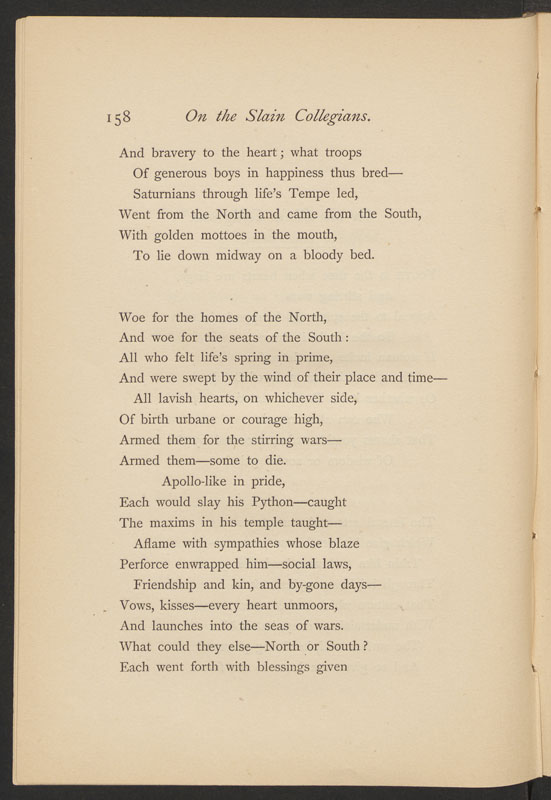 158 On the Slain Collegians.
And bravery to the heart; what troops
Of generous boys in happiness thus bred—
Saturnians through life's Tempe led,
Went from the North and came from the South,
With golden mottoes in the mouth,
To lie down midway on a bloody bed.
Woe for the homes of the North,
And woe for the seats of the South:
All who felt life's spring in prime,
And were swept by the wind of their place and time—
All lavish hearts, on whichever side,
Of birth urbane or courage high,
Armed them for the stirring wars—
Armed them—some to die.
Apollo-like in pride,
Each would slay his Python—caught
The maxims in his temple taught—
Aflame with sympathies whose blaze
Perforce enwrapped him—social laws,
Friendship and kin, and by-gone days—
Vows, kisses—every heart unmoors,
And launches into the seas of wars.
What could they else—North or South?
Each went forth with blessings given